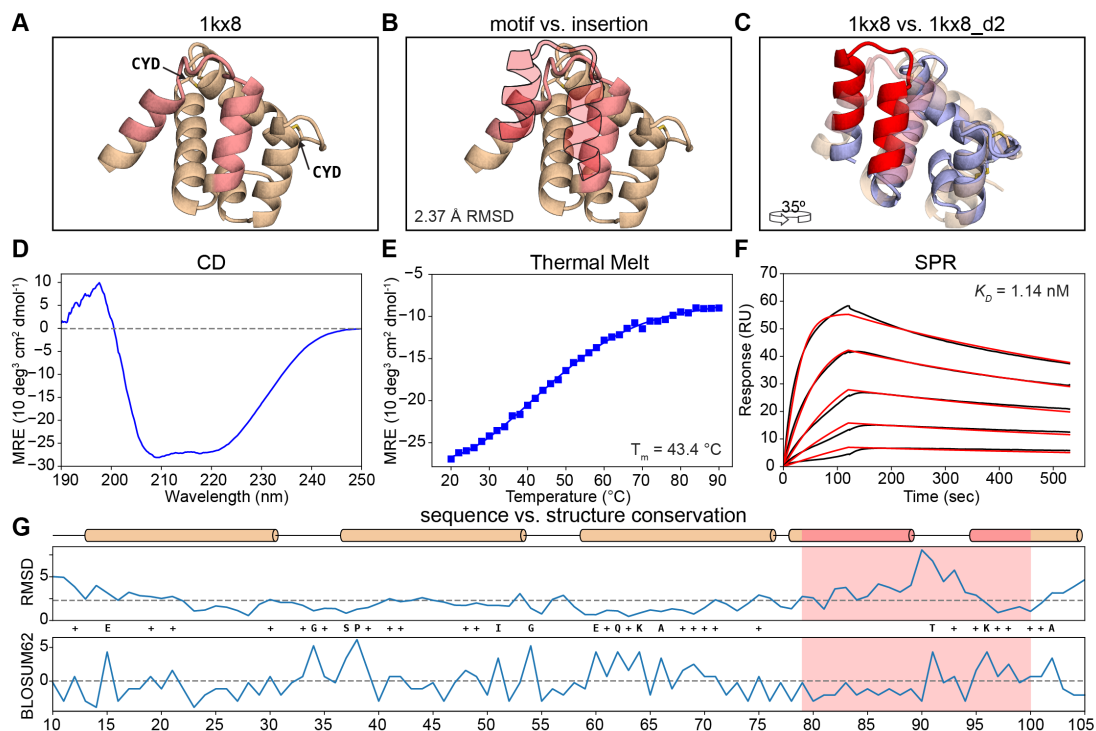 A 1kx8
CYD
CYD
B motif vs. insertion
2.37 Å RMSD
C 1kx8 vs. 1kx8_d2
35º
D CD
MRE (10 deg³ cm² dmol⁻¹)
10
5
0
−5
−10
−15
−20
−25
−30
190 200 210 220 230 240 250
Wavelength (nm)
E Thermal Melt
MRE (10 deg³ cm² dmol⁻¹)
−5
−10
−15
−20
−25
Tₘ = 43.4 °C
20 40 60 80 90
Temperature (°C)
F SPR
K_D = 1.14 nM
Response (RU)
70
60
50
40
30
20
10
0
0 100 200 300 400 500
Time (sec)
G sequence vs. structure conservation
RMSD
5
0
+ E + + + + G + S P + + + + + I G E + Q + K A + + + + + T + + K + + + + A
BLOSUM62
5
0
10 15 20 25 30 35 40 45 50 55 60 65 70 75 80 85 90 95 100 105